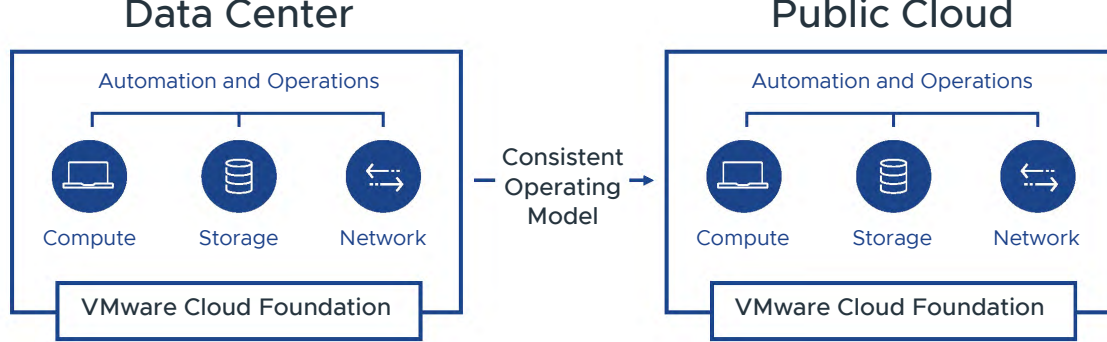 Data Center
Public Cloud
Automation and Operations
Compute
Storage
Network
VMware Cloud Foundation
Consistent
Operating
Model
Automation and Operations
Compute
Storage
Network
VMware Cloud Foundation